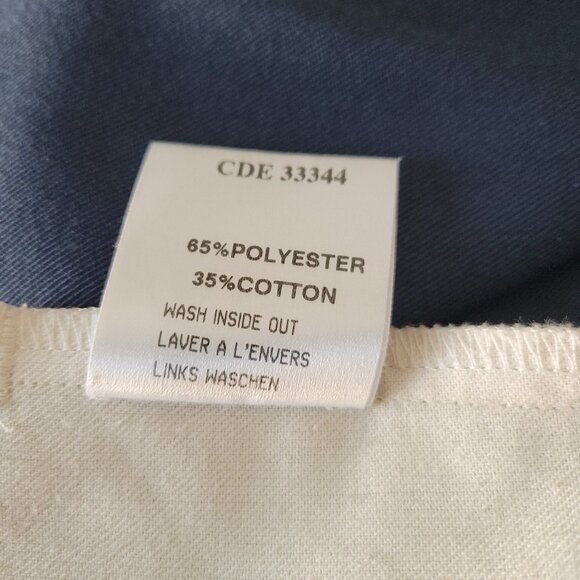 CDE 33344
65%POLYESTER
35%COTTON
WASH INSIDE OUT
LAVER A L'ENVERS
LINKS WASCHEN